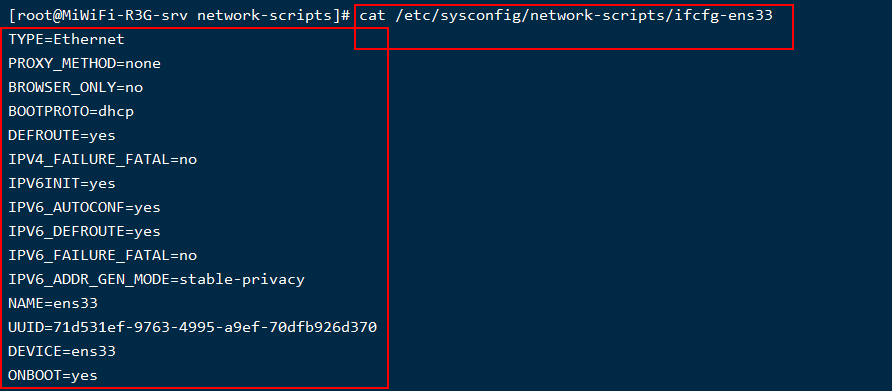 [root@MiWiFi-R3G-srv network-scripts]# cat /etc/sysconfig/network-scripts/ifcfg-ens33
TYPE=Ethernet
PROXY_METHOD=none
BROWSER_ONLY=no
BOOTPROTO=dhcp
DEFROUTE=yes
IPV4_FAILURE_FATAL=no
IPV6INIT=yes
IPV6_AUTOCONF=yes
IPV6_DEFROUTE=yes
IPV6_FAILURE_FATAL=no
IPV6_ADDR_GEN_MODE=stable-privacy
NAME=ens33
UUID=71d531ef-9763-4995-a9ef-70dfb926d370
DEVICE=ens33
ONBOOT=yes